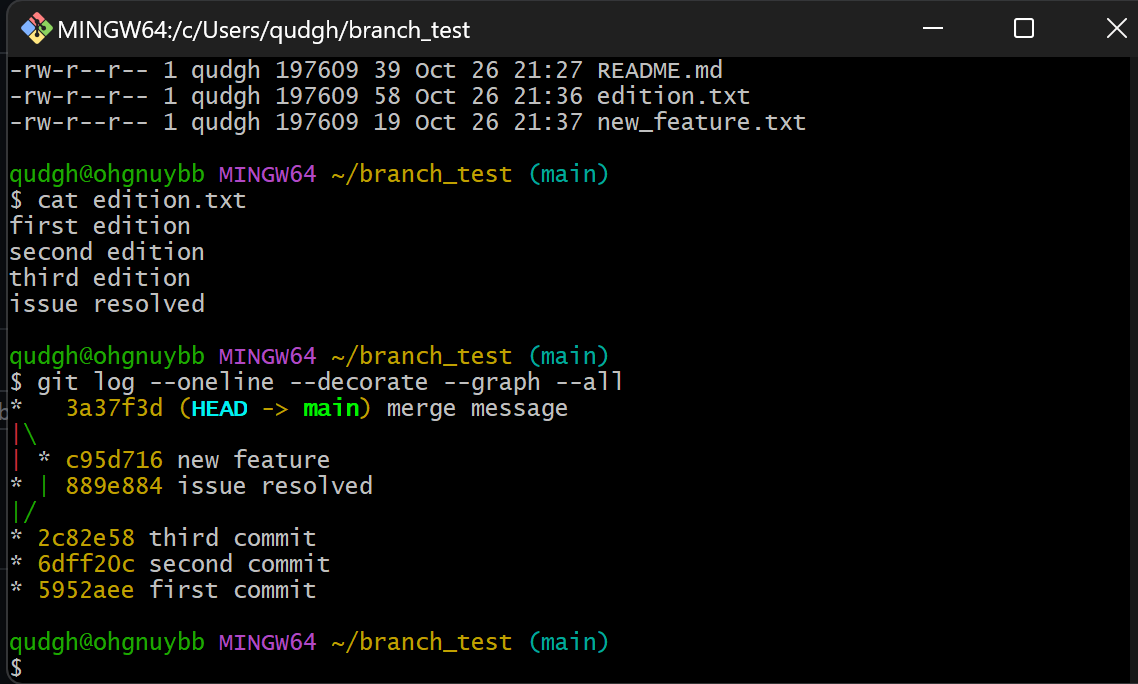 MINGW64:/c/Users/qudgh/branch_test
-rw-r--r-- 1 qudgh 197609 39 Oct 26 21:27 README.md
-rw-r--r-- 1 qudgh 197609 58 Oct 26 21:36 edition.txt
-rw-r--r-- 1 qudgh 197609 19 Oct 26 21:37 new_feature.txt
qudgh@ohgnuybb MINGW64 ~/branch_test (main)
$ cat edition.txt
first edition
second edition
third edition
issue resolved
qudgh@ohgnuybb MINGW64 ~/branch_test (main)
$ git log --oneline --decorate --graph --all
*   3a37f3d (HEAD -> main) merge message
|\
| * c95d716 new feature
* | 889e884 issue resolved
|/
* 2c82e58 third commit
* 6dff20c second commit
* 5952aee first commit
qudgh@ohgnuybb MINGW64 ~/branch_test (main)
$